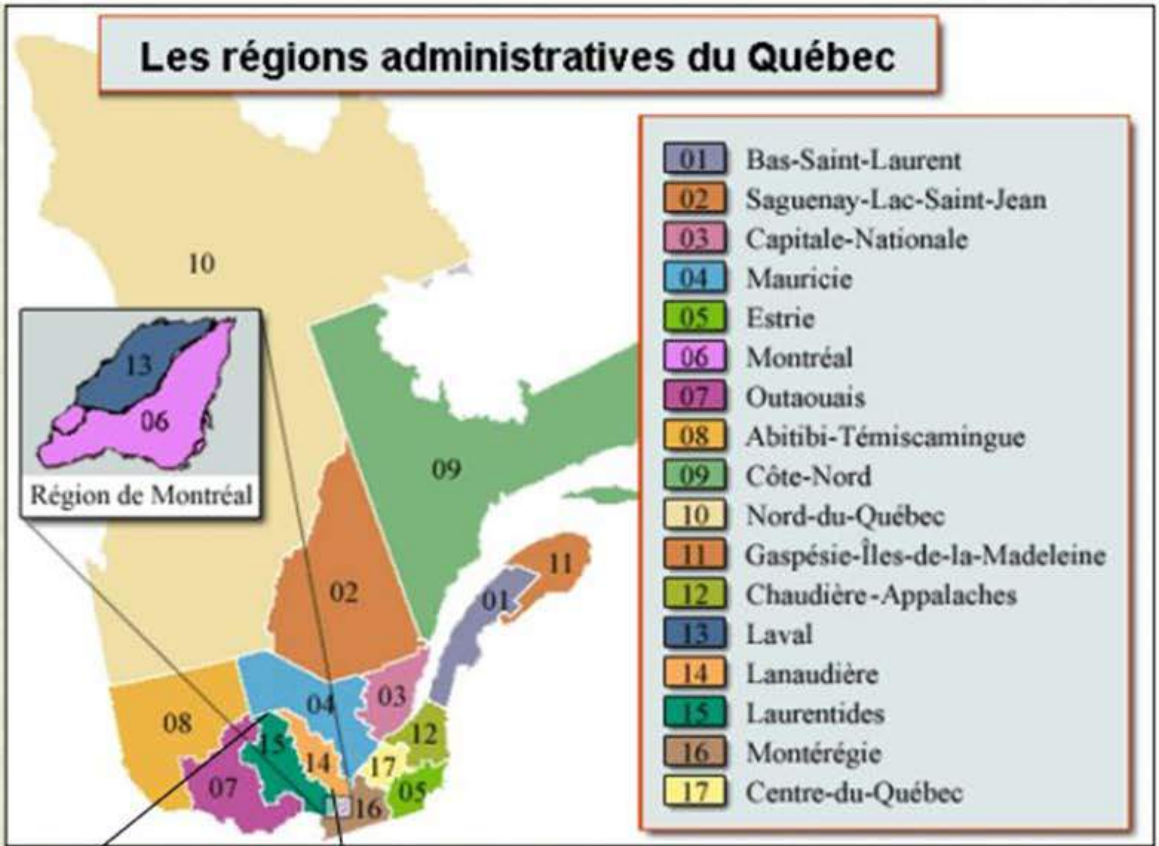 Les régions administratives du Québec
01 Bas-Saint-Laurent
02 Saguenay-Lac-Saint-Jean
03 Capitale-Nationale
04 Mauricie
05 Estrie
06 Montréal
07 Outaouais
08 Abitibi-Témiscamingue
09 Côte-Nord
10 Nord-du-Québec
11 Gaspésie-Îles-de-la-Madeleine
12 Chaudière-Appalaches
13 Laval
14 Lanaudière
15 Laurentides
16 Montérégie
17 Centre-du-Québec
10
13
06
Région de Montréal
09
11
02
01
03
04
08
12
15
14
17
07
05
16